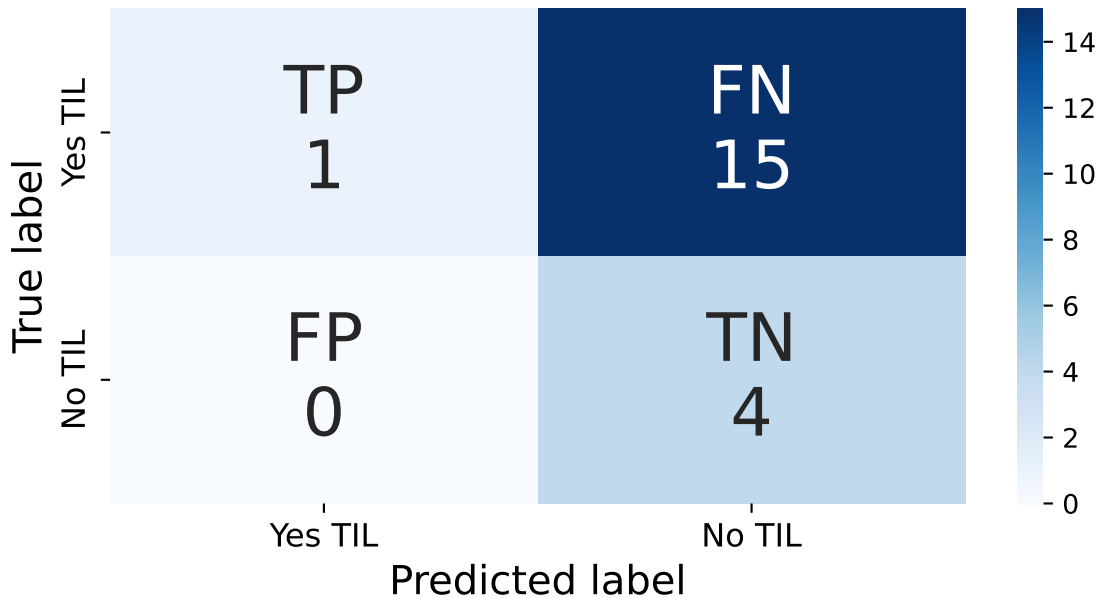 True label
Yes TIL
No TIL
TP
1
FN
15
FP
0
TN
4
Yes TIL
No TIL
Predicted label
14
12
10
8
6
4
2
0